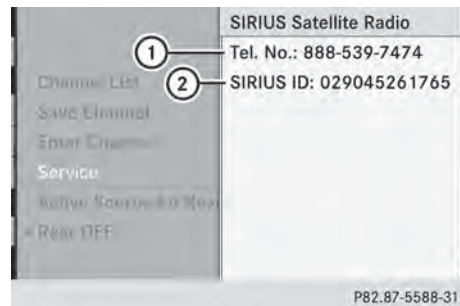 SIRIUS Satellite Radio
1 Tel. No.: 888-539-7474
2 SIRIUS ID: 029045261765
Channel List
Save Channel
Enter Channel
Service
Rear OFF
P82.87-5588-31